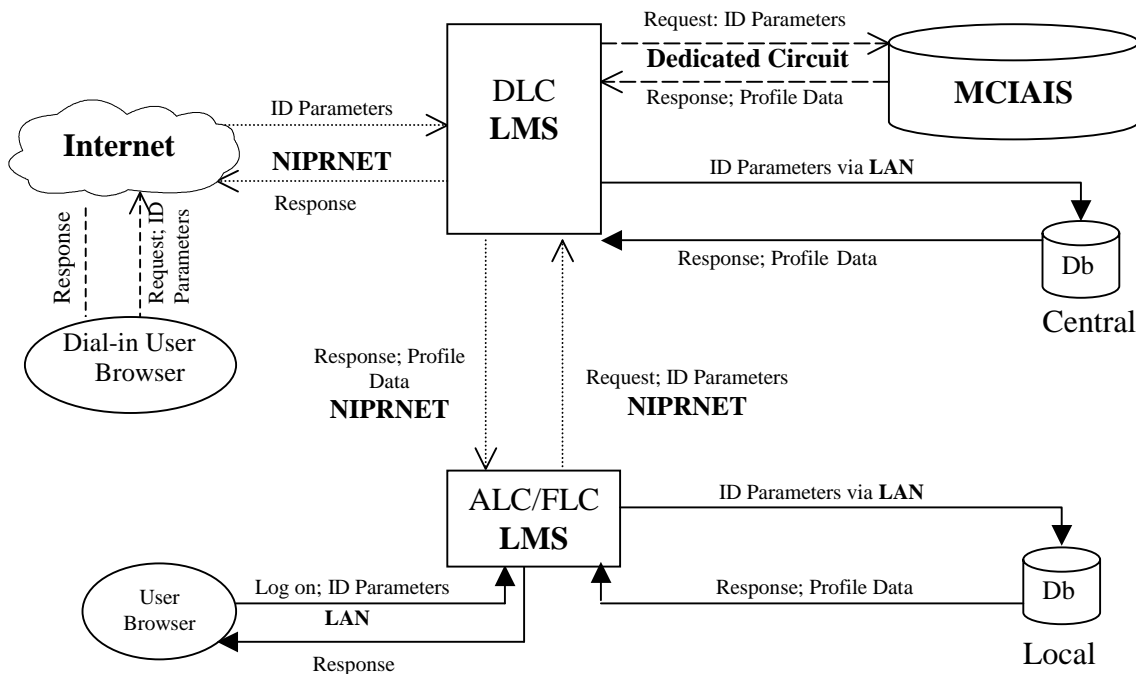 Request: ID Parameters
Dedicated Circuit
Response; Profile Data
MCIAIS
DLC
LMS
ID Parameters
Internet
NIPRNET
Response
ID Parameters via LAN
Response; Profile Data
Db
Central
Response
Request; ID
Parameters
Dial-in User
Browser
Response; Profile
Data
NIPRNET
Request; ID Parameters
NIPRNET
ALC/FLC
LMS
ID Parameters via LAN
Response; Profile Data
Db
Local
User
Browser
Log on; ID Parameters
LAN
Response